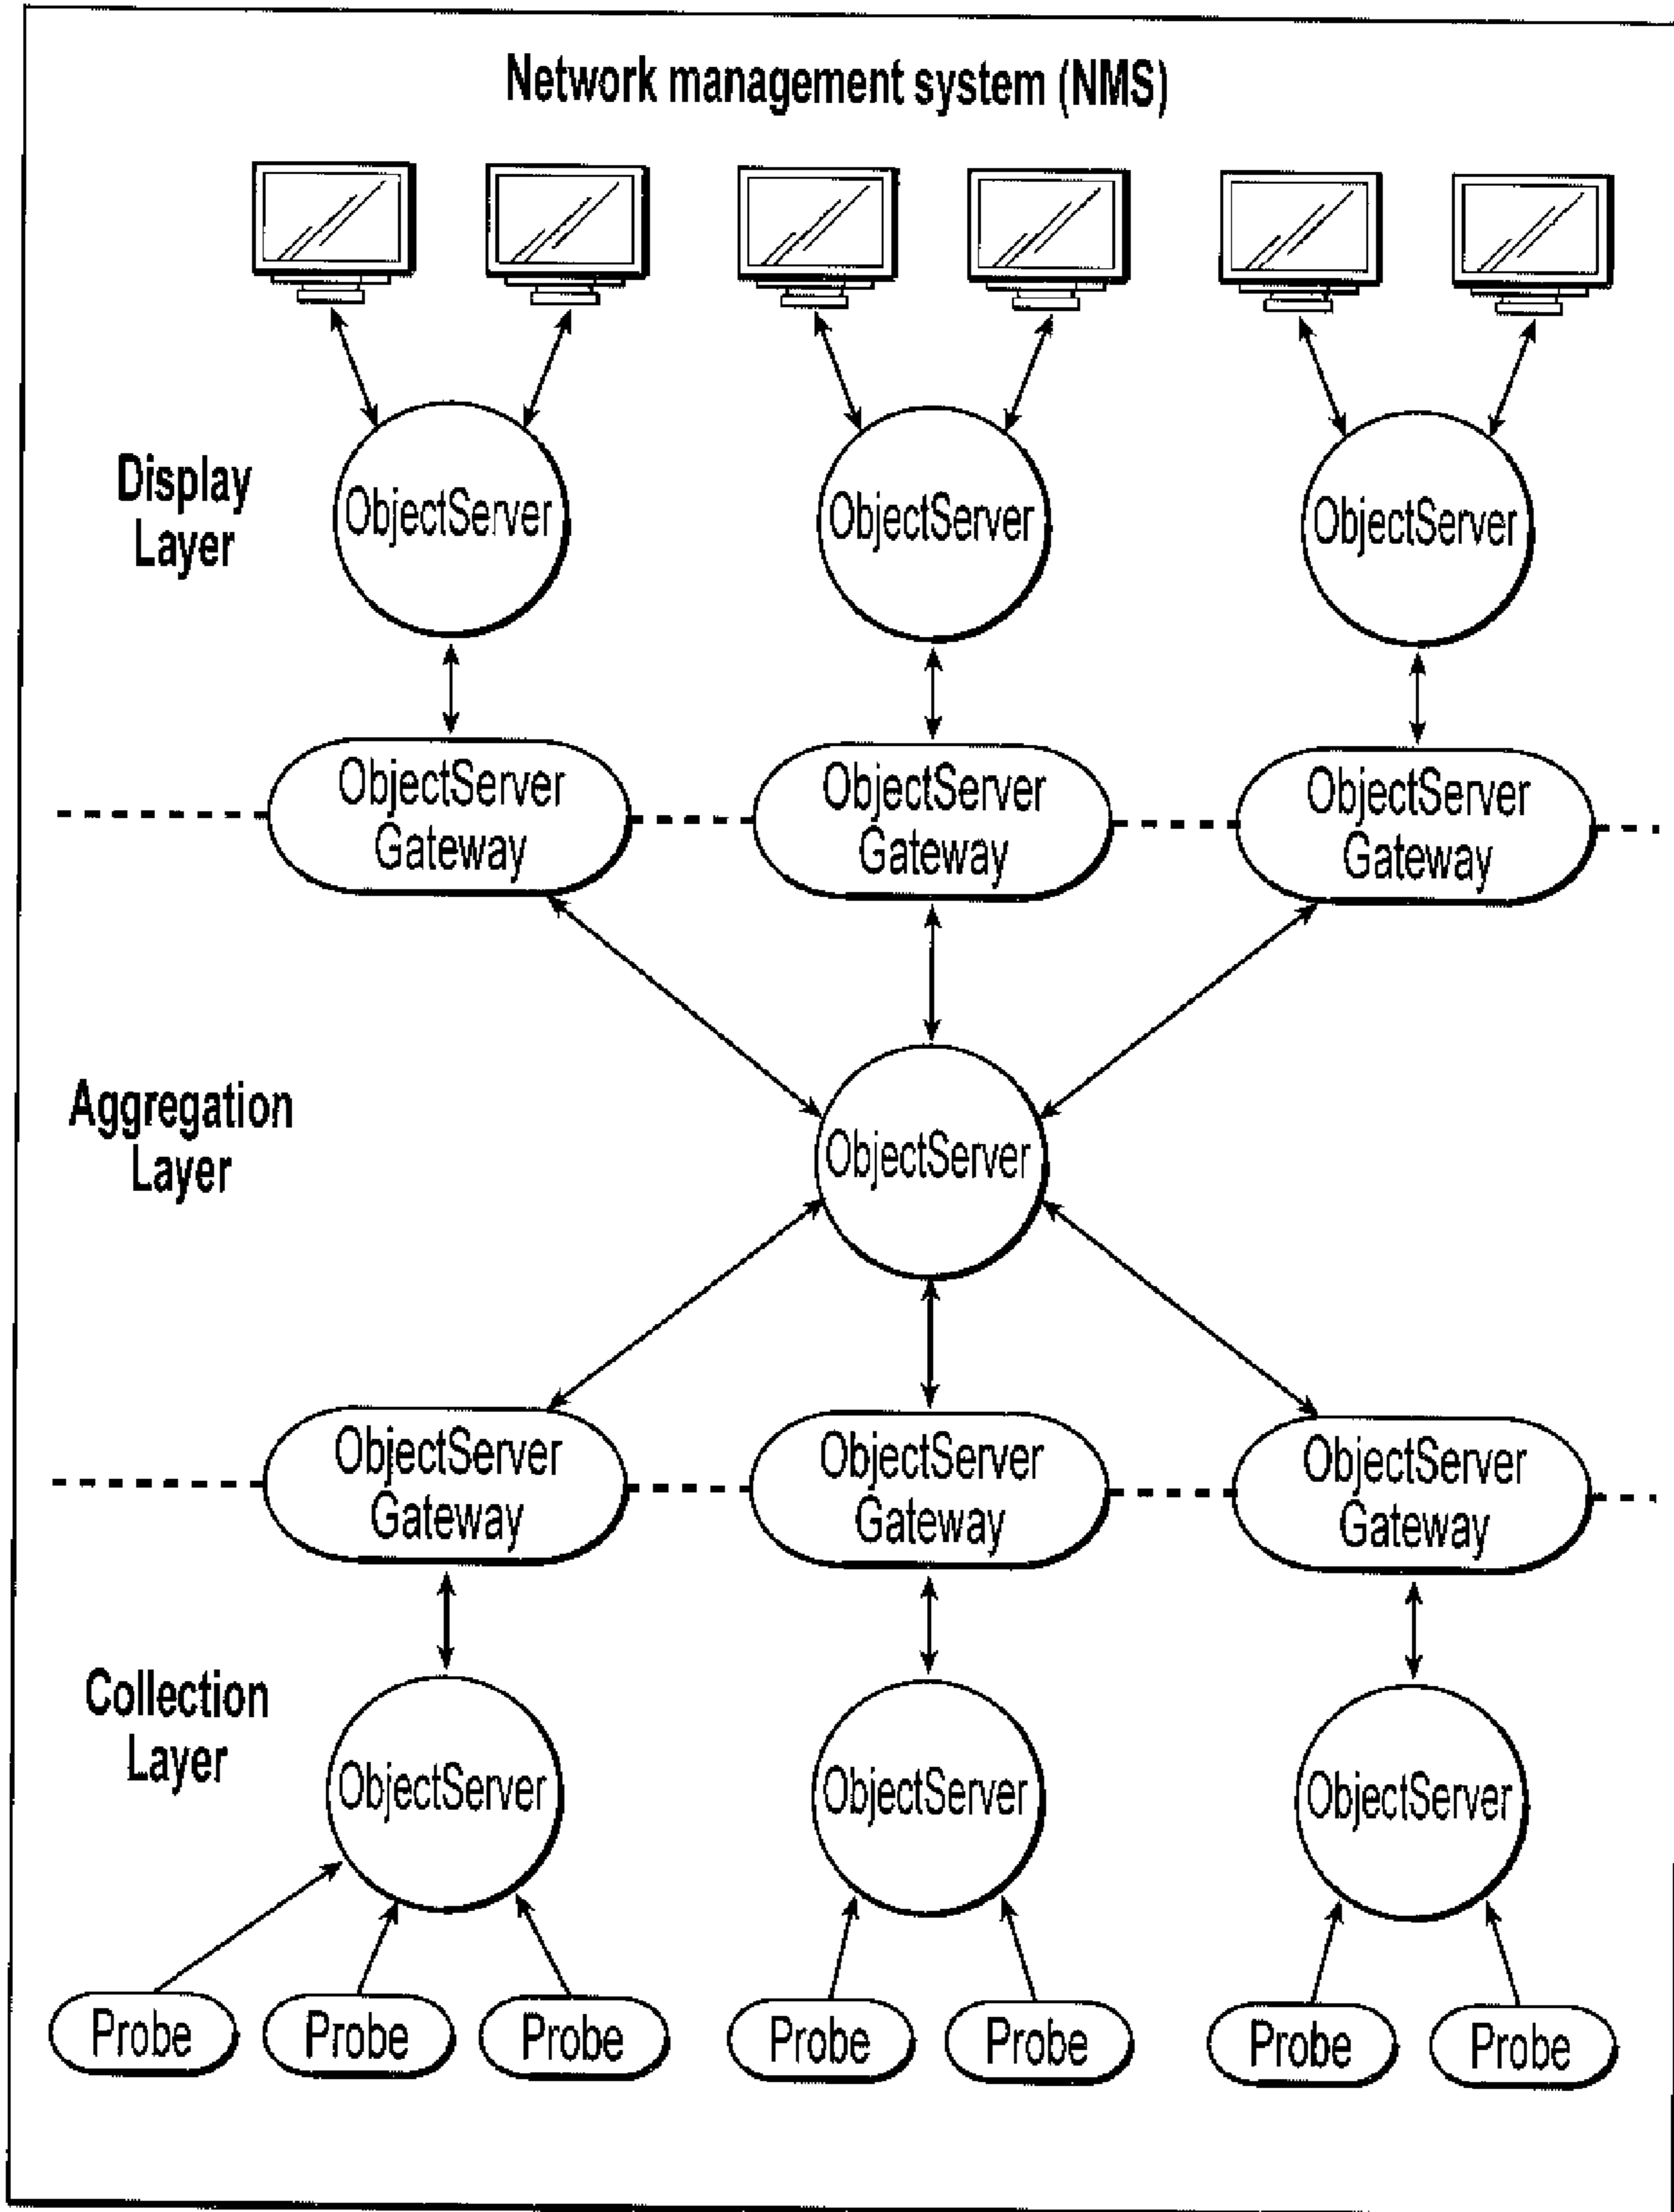 Network management system (NMS)
Display
Layer
ObjectServer
ObjectServer
ObjectServer
ObjectServer
Gateway
ObjectServer
Gateway
ObjectServer
Gateway
Aggregation
Layer
ObjectServer
ObjectServer
Gateway
ObjectServer
Gateway
ObjectServer
Gateway
Collection
Layer
ObjectServer
ObjectServer
ObjectServer
Probe
Probe
Probe
Probe
Probe
Probe
Probe